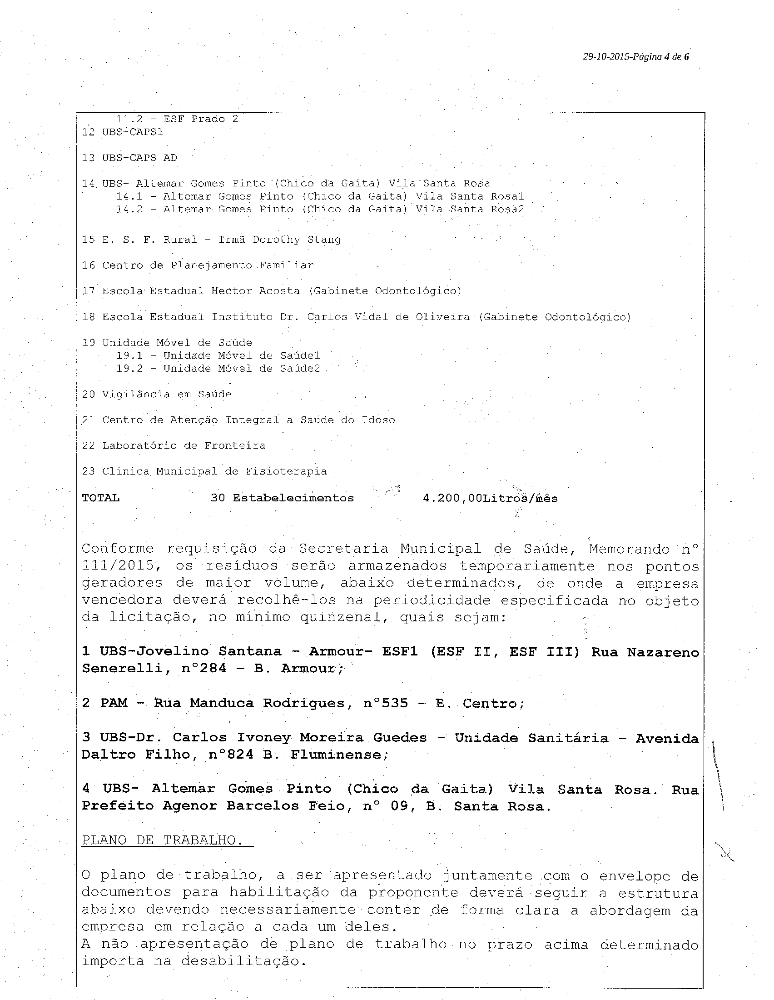 29-10-2015-Página 4 de 6
11.2 - ESF Prado 2
12 UBS-CAPS1
13 UBS-CAPS AD
14 UBS- Altemar Gomes Pinto (Chico da Gaita) Vila Santa Rosa
14.1 - Altemar Gomes Pinto (Chico da Gaita) Vila Santa Rosa1
14.2 - Altemar Gomes Pinto (Chico da Gaita) Vila Santa Rosa2
15 E. S. F. Rural - Irmã Dorothy Stang
16 Centro de Planejamento Familiar
17 Escola Estadual Hector Acosta (Gabinete Odontológico)
18 Escola Estadual Instituto Dr. Carlos Vidal de Oliveira (Gabinete Odontológico)
19 Unidade Móvel de Saúde
19.1 - Unidade Móvel de Saúde1
19.2 - Unidade Móvel de Saúde2
20 Vigilância em Saúde
21 Centro de Atenção Integral a Saúde do Idoso
22 Laboratório de Fronteira
23 Clinica Municipal de Fisioterapia
TOTAL 30 Estabelecimentos 4.200,00Litros/mês
Conforme requisição da Secretaria Municipal de Saúde, Memorando nº
111/2015, os resíduos serão armazenados temporariamente nos pontos
geradores de maior volume, abaixo determinados, de onde a empresa
vencedora deverá recolhê-los na periodicidade especificada no objeto
da licitação, no mínimo quinzenal, quais sejam:
1 UBS-Jovelino Santana - Armour- ESF1 (ESF II, ESF III) Rua Nazareno
Senerelli, nº284 - B. Armour;
2 PAM - Rua Manduca Rodrigues, nº535 - B. Centro;
3 UBS-Dr. Carlos Ivoney Moreira Guedes - Unidade Sanitária - Avenida
Daltro Filho, nº824 B. Fluminense;
4 UBS- Altemar Gomes Pinto (Chico da Gaita) Vila Santa Rosa. Rua
Prefeito Agenor Barcelos Feio, nº 09, B. Santa Rosa.
PLANO DE TRABALHO.
O plano de trabalho, a ser apresentado juntamente com o envelope de
documentos para habilitação da proponente deverá seguir a estrutura
abaixo devendo necessariamente conter de forma clara a abordagem da
empresa em relação a cada um deles.
A não apresentação de plano de trabalho no prazo acima determinado
importa na desabilitação.